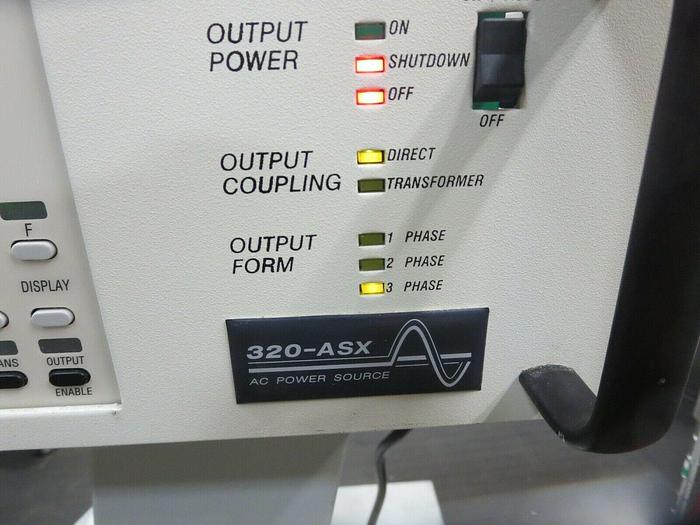 OUTPUT
POWER
ON
SHUTDOWN
OFF
OFF
OUTPUT
COUPLING
DIRECT
TRANSFORMER
OUTPUT
FORM
1 PHASE
2 PHASE
3 PHASE
F
DISPLAY
OUTPUT
ENABLE
320-ASX
AC POWER SOURCE